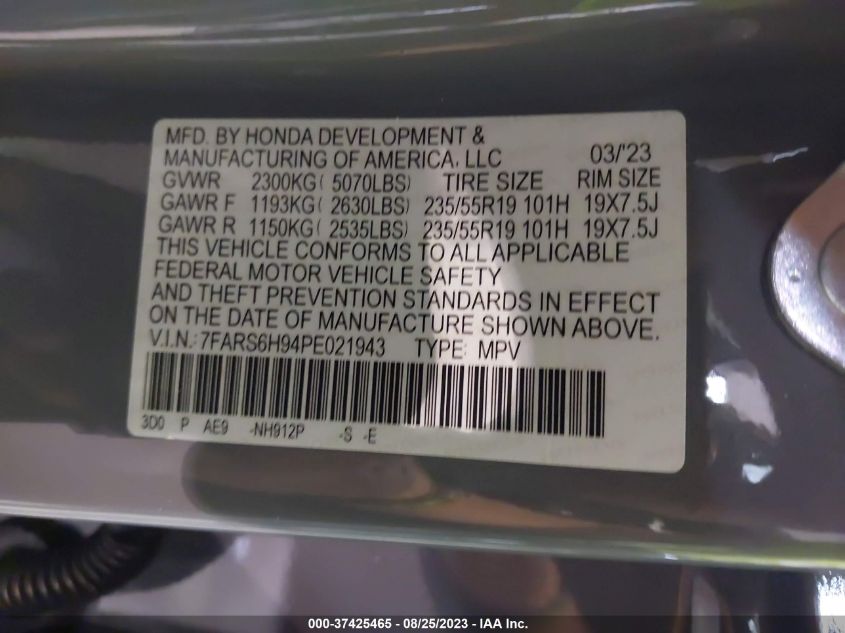 MFD. BY HONDA DEVELOPMENT &
MANUFACTURING OF AMERICA, LLC 03/'23
GVWR 2300KG( 5070LBS) TIRE SIZE RIM SIZE
GAWR F 1193KG( 2630LBS) 235/55R19 101H 19X7.5J
GAWR R 1150KG( 2535LBS) 235/55R19 101H 19X7.5J
THIS VEHICLE CONFORMS TO ALL APPLICABLE
FEDERAL MOTOR VEHICLE SAFETY
AND THEFT PREVENTION STANDARDS IN EFFECT
ON THE DATE OF MANUFACTURE SHOWN ABOVE.
V.I.N.: 7FARS6H94PE021943 TYPE: MPV
3D0 P AE9 -NH912P -S -E
000-37425465 - 08/25/2023 - IAA Inc.